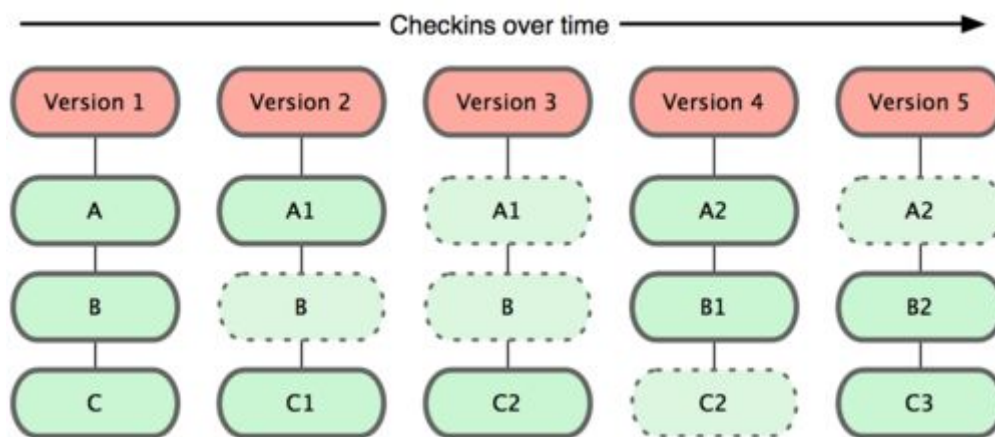 Checkins over time
Version 1 Version 2 Version 3 Version 4 Version 5
A A1 A1 A2 A2
B B B B1 B2
C C1 C2 C2 C3